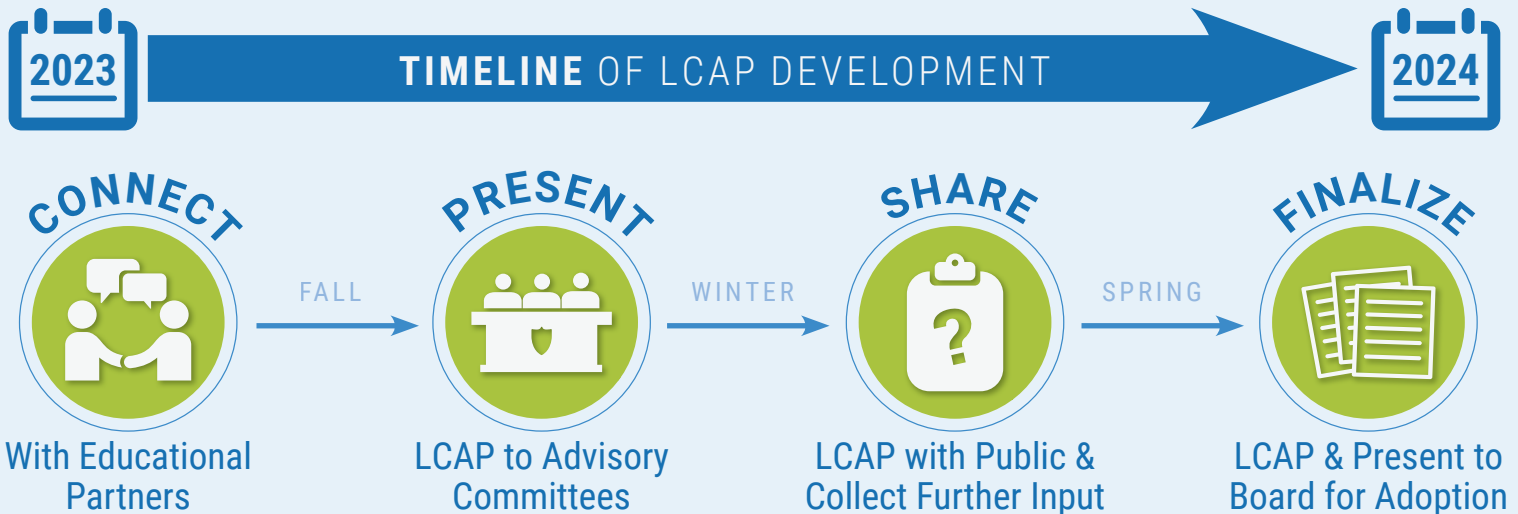 2023
TIMELINE OF LCAP DEVELOPMENT
2024
CONNECT
FALL
PRESENT
WINTER
SHARE
SPRING
FINALIZE
With Educational
Partners
LCAP to Advisory
Committees
LCAP with Public &
Collect Further Input
LCAP & Present to
Board for Adoption